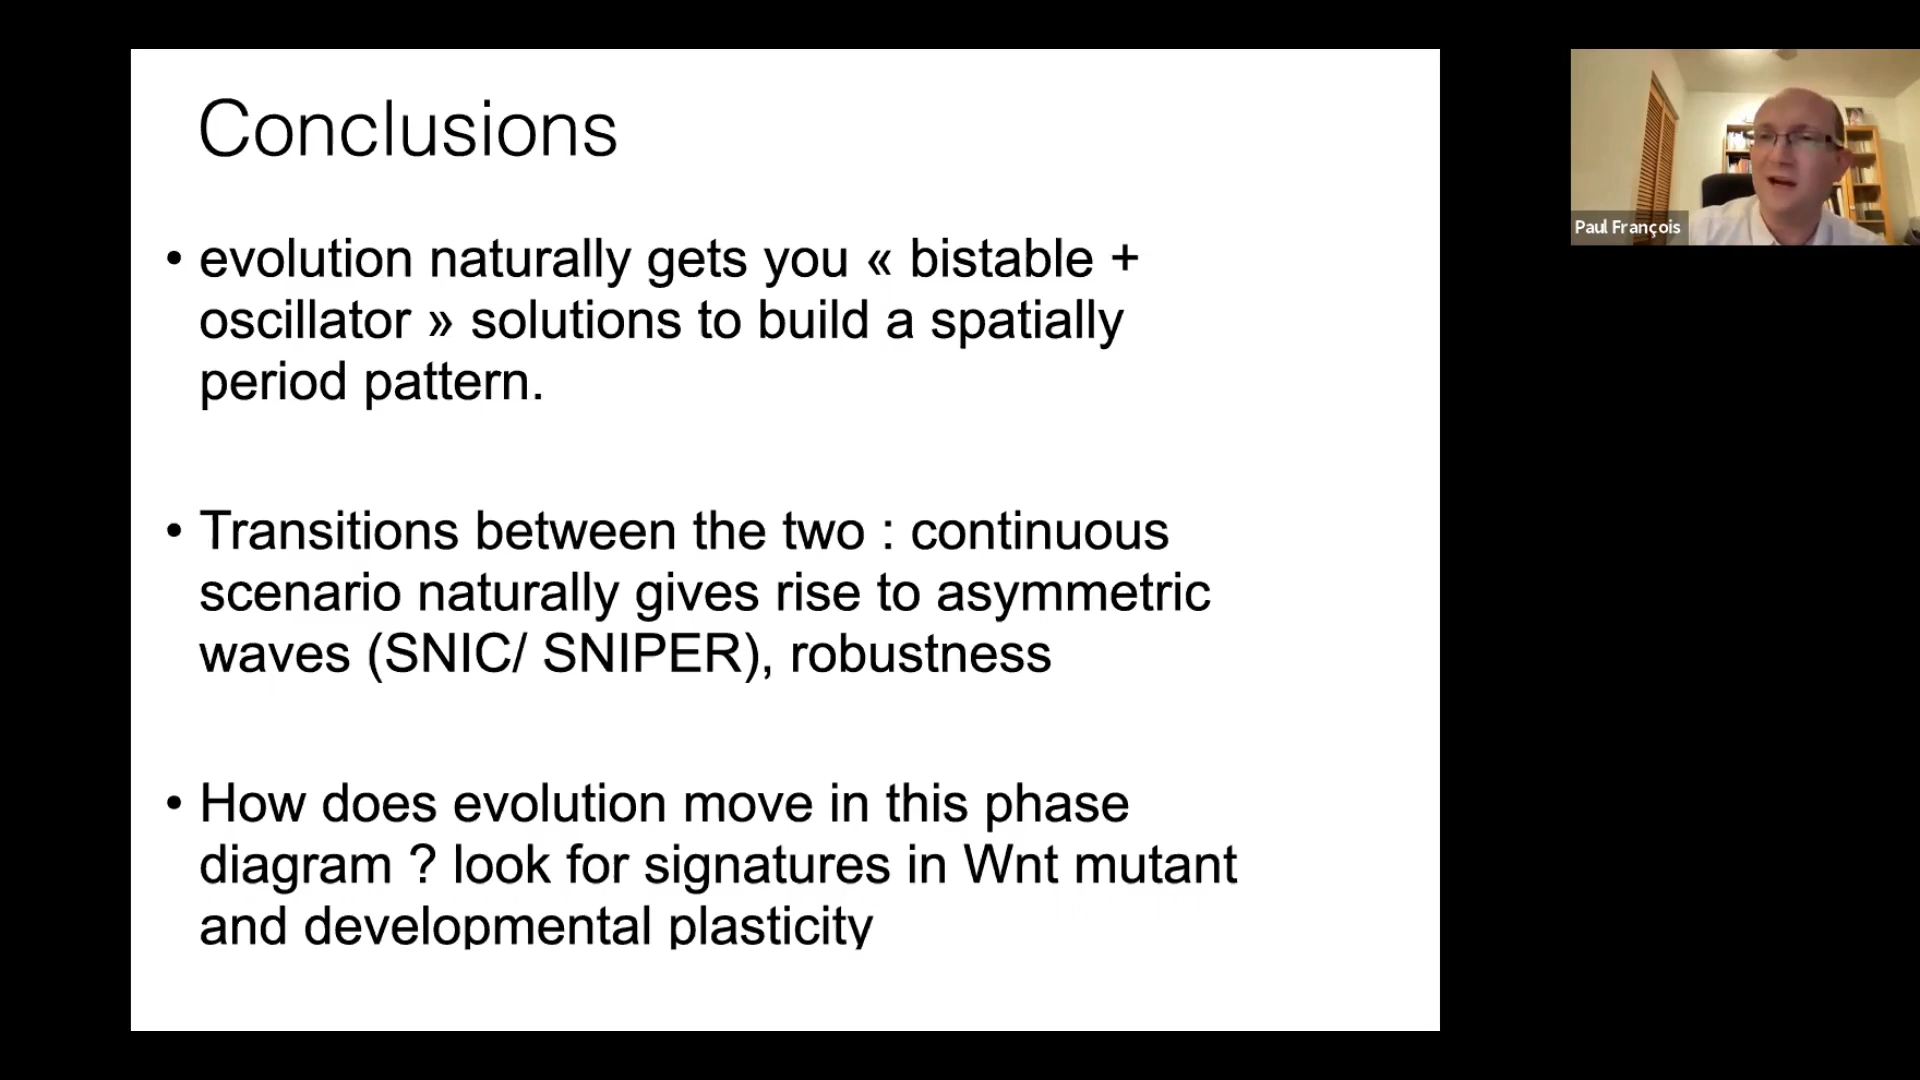 Conclusions
• evolution naturally gets you « bistable +
oscillator » solutions to build a spatially
period pattern.
• Transitions between the two : continuous
scenario naturally gives rise to asymmetric
waves (SNIC/ SNIPER), robustness
• How does evolution move in this phase
diagram ? look for signatures in Wnt mutant
and developmental plasticity
Paul François